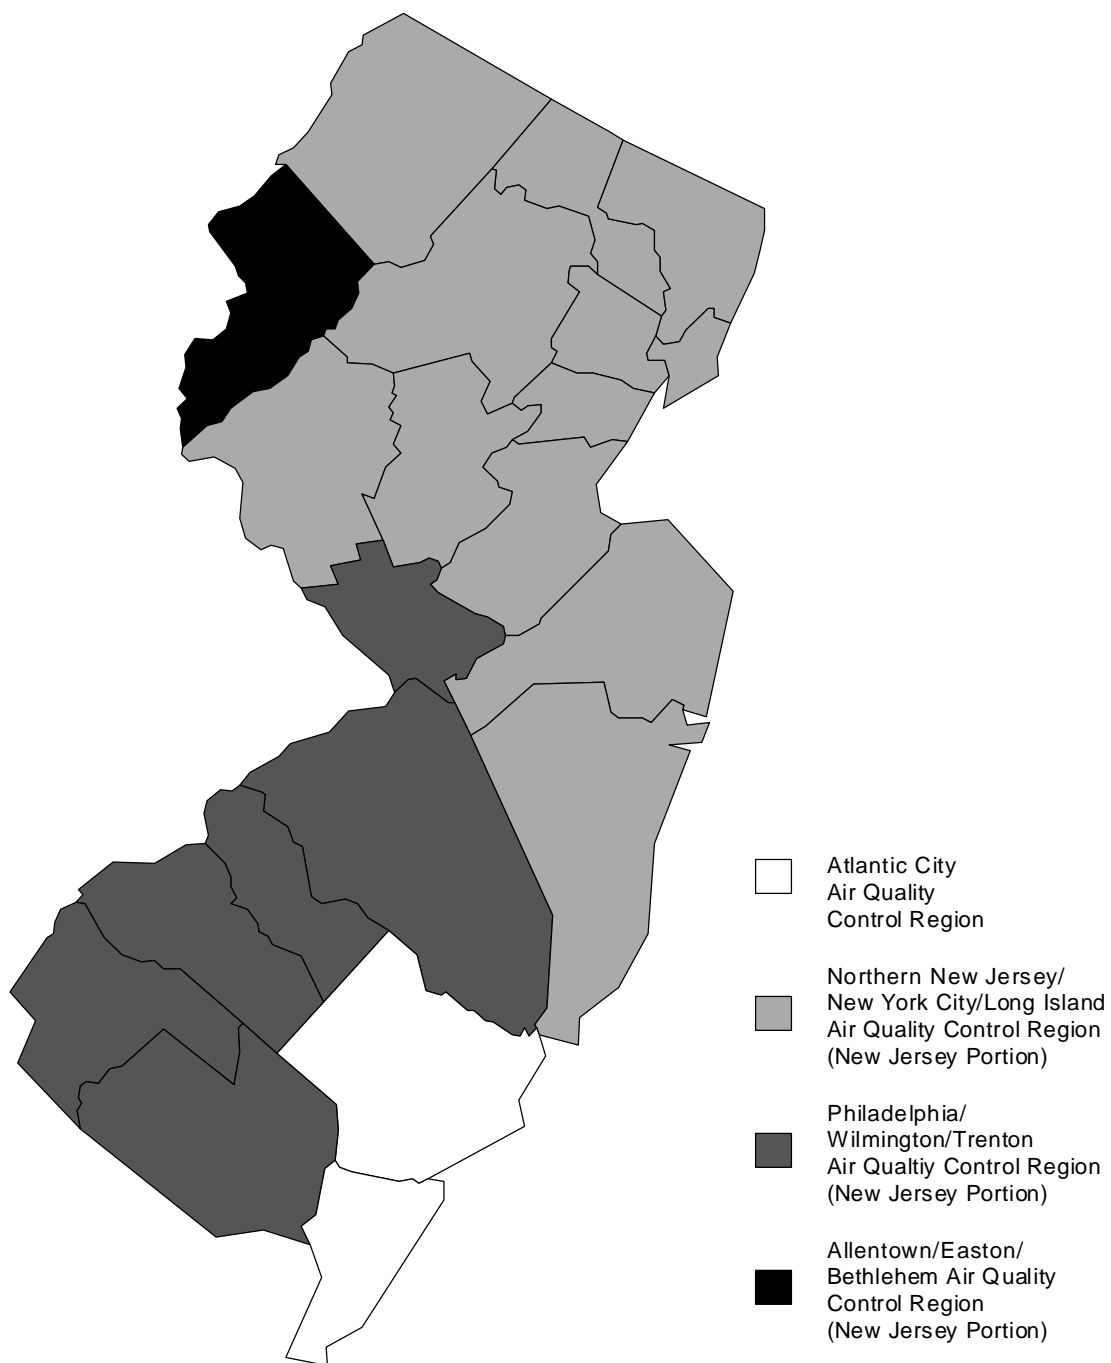 Atlantic City
Air Quality
Control Region
Northern New Jersey/
New York City/Long Island
Air Quality Control Region
(New Jersey Portion)
Philadelphia/
Wilmington/Trenton
Air Qualtiy Control Region
(New Jersey Portion)
Allentown/Easton/
Bethlehem Air Quality
Control Region
(New Jersey Portion)